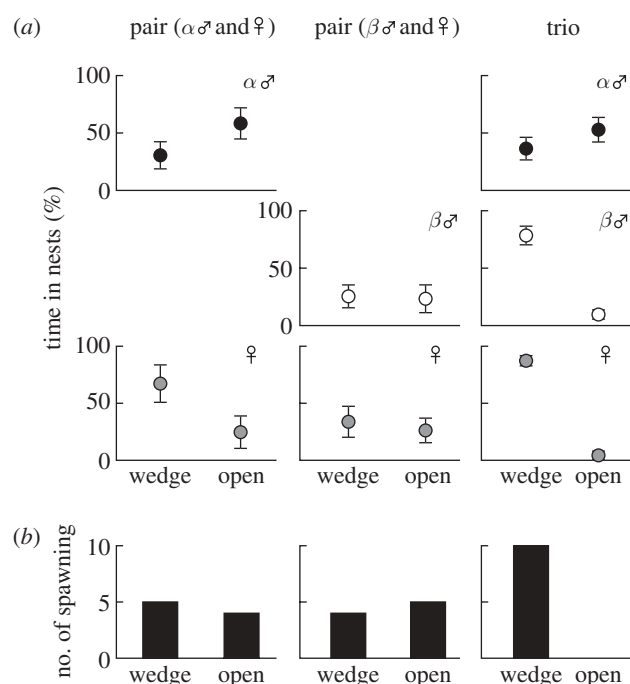 (a) pair (α♂ and ♀) pair (β♂ and ♀) trio
time in nests (%)
100 50 0 α♂ α♂
100 50 0 β♂ β♂
100 50 0 ♀ ♀ ♀
wedge open wedge open wedge open
(b)
no. of spawning
10 5 0
wedge open wedge open wedge open